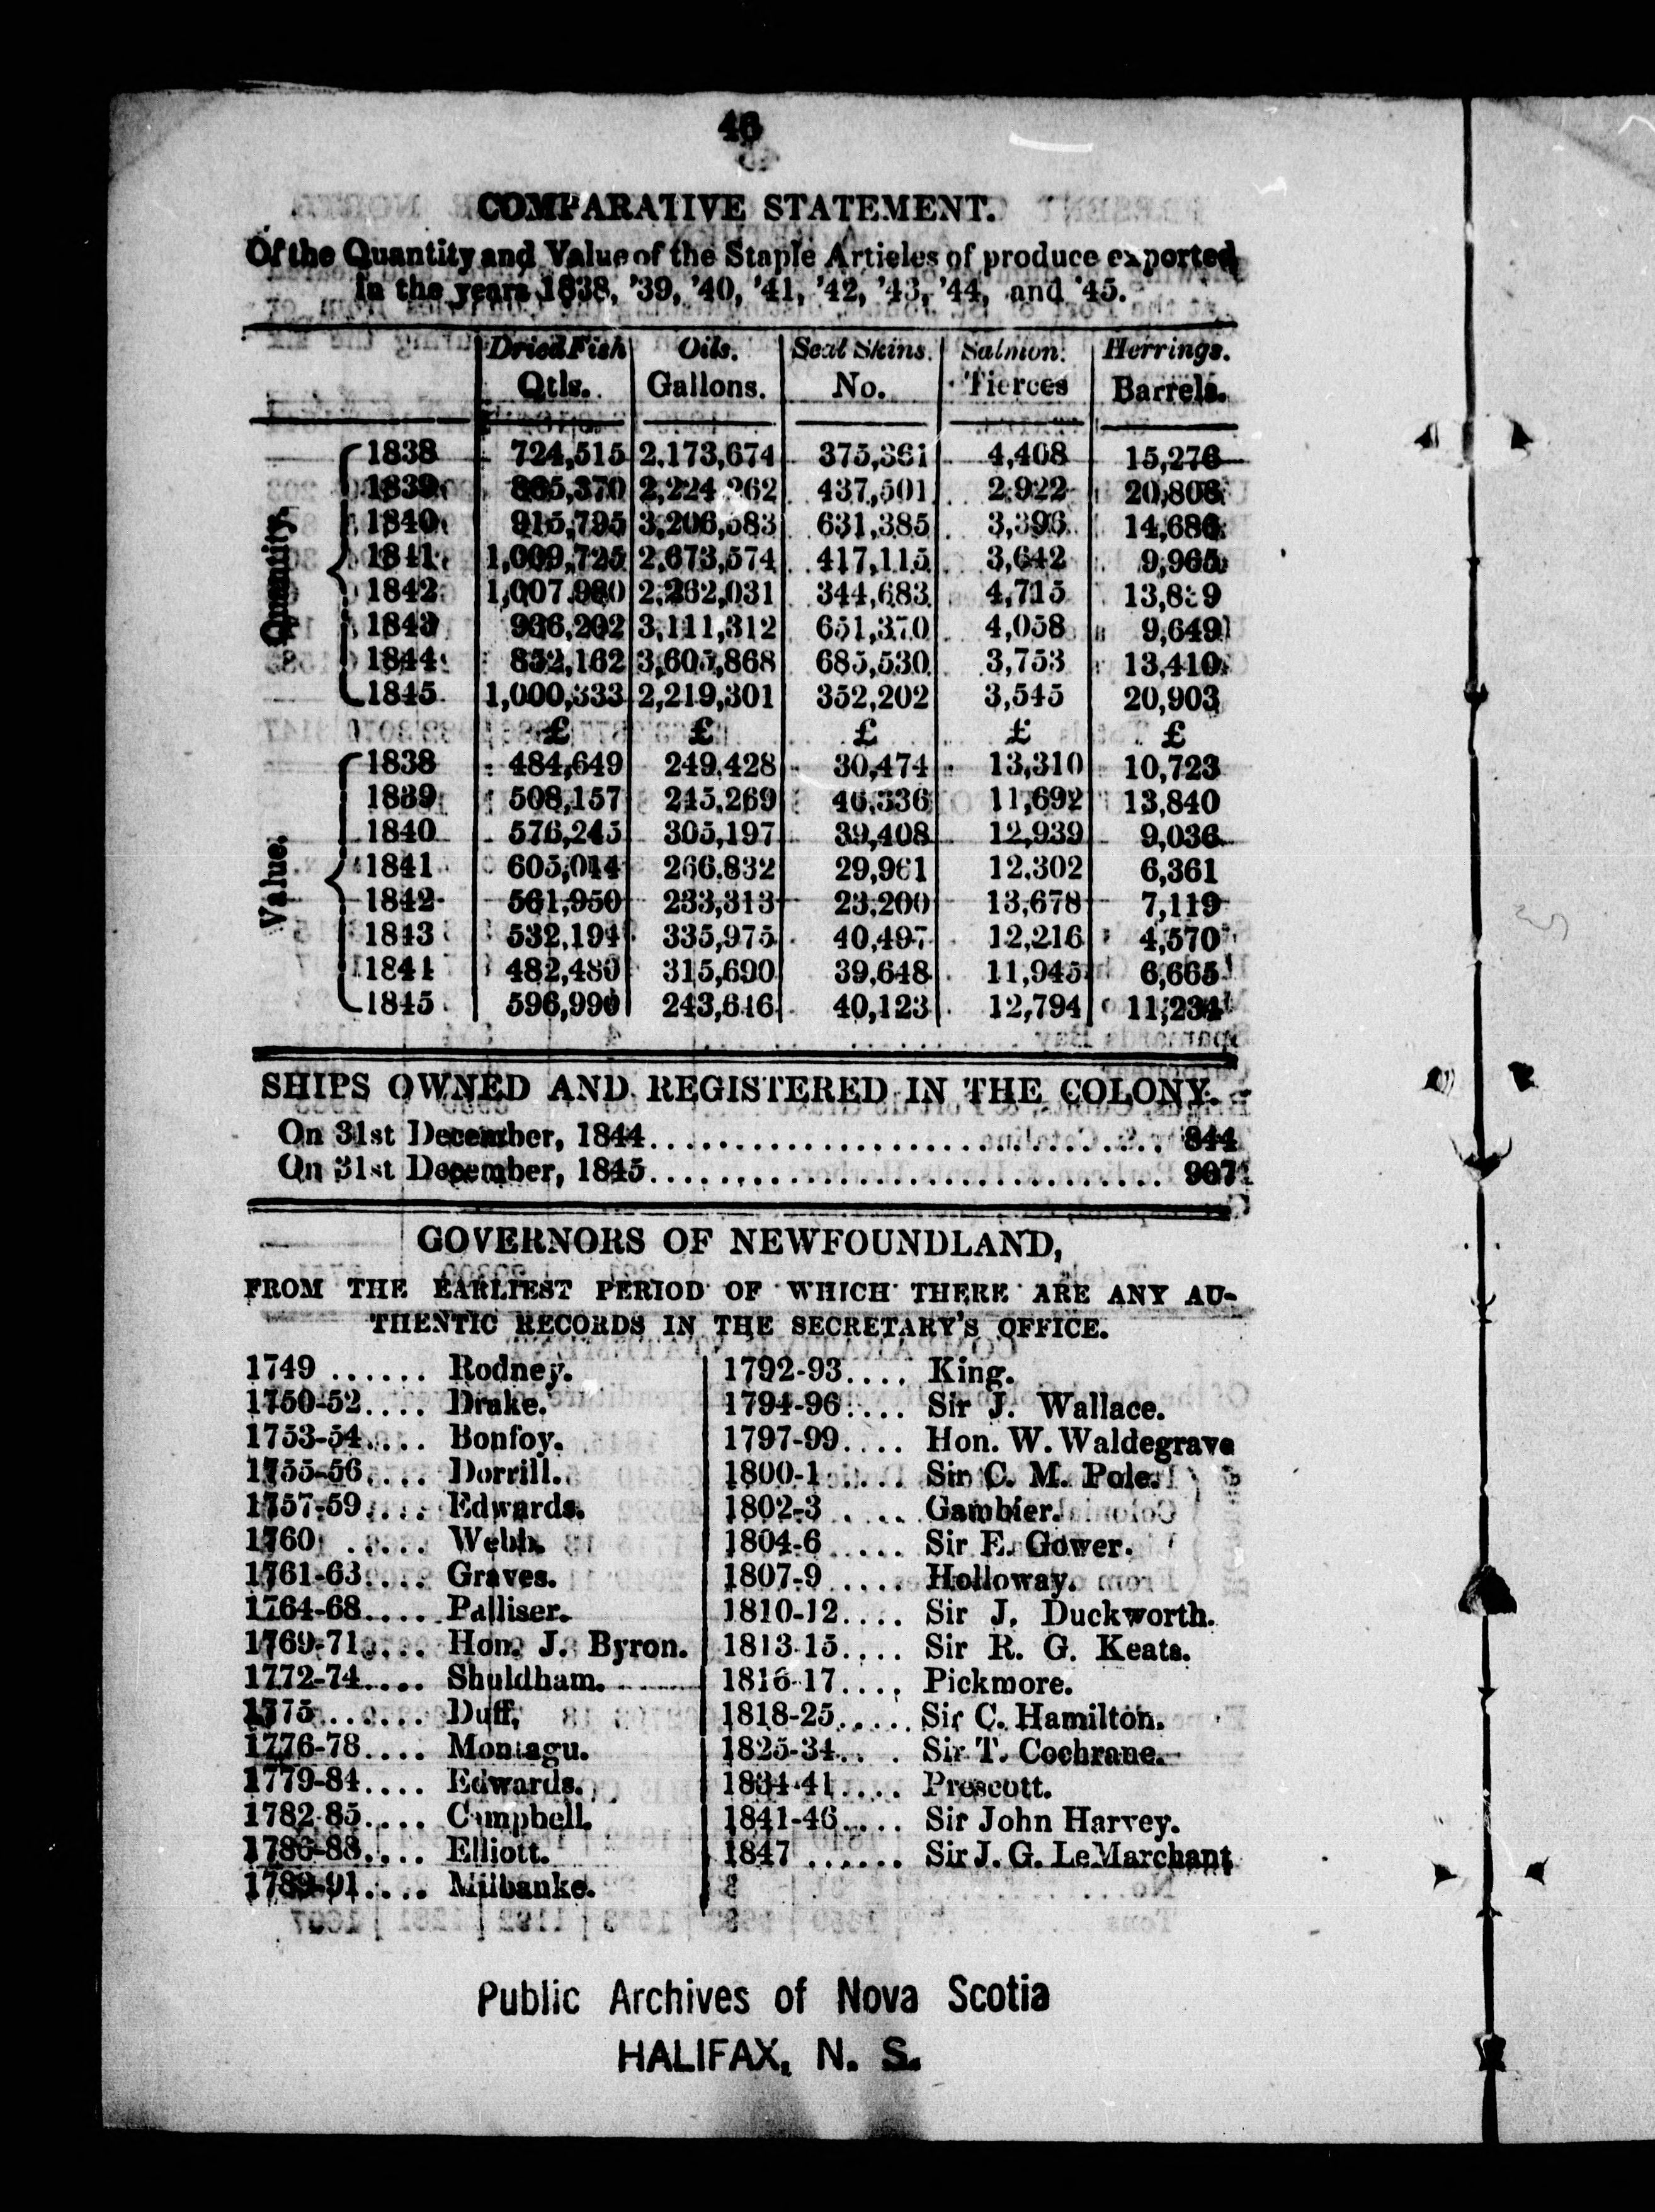 46
COMPARATIVE STATEMENT.
Of the Quantity and Value of the Staple Articles of produce exported
in the years 1838, '39, '40, '41, '42, '43, '44, and '45.
Dried Fish Oils. Seal Skins. Salmon. Herrings.
Qtls. Gallons. No. Tierces Barrels.
Quantity.
1838 724,515 2,173,674 375,361 4,408 15,276
1839 865,370 2,224,262 437,501 2,922 20,806
1840 915,795 3,206,583 631,385 3,396 14,686
1841 1,009,725 2,673,574 417,115 3,642 9,965
1842 1,007,980 2,262,031 344,683 4,715
1843 936,202 3,111,312 651,370 4,058 9,649
1844 852,162 3,605,868 685,530 3,753 13,410
1845 1,000,333 2,219,301 352,202 3,545 20,903
£ £ £ £ £
Value.
1838 484,649 249,428 30,474 13,310 10,723
1839 508,157 245,269 46,336 11,692 13,840
1840 576,245 305,197 39,408 12,939 9,036
1841 605,014 266,832 29,961 12,302 6,361
1842 561,950 233,313 23,200 13,678 7,119
1843 532,194 335,975 40,497 12,216 4,570
1844 482,480 315,690 39,648 11,945 6,665
1845 596,990 243,646 40,123 12,794 11,234
SHIPS OWNED AND REGISTERED IN THE COLONY.
On 31st December, 1844.............................. 844
On 31st December, 1845.............................. 907
GOVERNORS OF NEWFOUNDLAND,
FROM THE EARLIEST PERIOD OF WHICH THERE ARE ANY AU-
THENTIC RECORDS IN THE SECRETARY'S OFFICE.
1749 ...... Rodney.
1750-52.... Drake.
1753-54.... Bonfoy.
1755-56.... Dorrill.
1757-59.... Edwards.
1760 ..... Webb.
1761-63.... Graves.
1764-68.... Palliser.
1769-71.... Hon. J. Byron.
1772-74.... Shuldham.
1775 ...... Duff,
1776-78.... Montagu.
1779-84.... Edwards.
1782-85.... Campbell.
1786-88.... Elliott.
1789-91.... Milbanke.
1792-93.... King.
1794-96.... Sir J. Wallace.
1797-99.... Hon. W. Waldegrave
1800-1 ..... Sir C. M. Pole.
1802-3 ..... Gambier.
1804-6 ..... Sir E. Gower.
1807-9 ..... Holloway.
1810-12.... Sir J. Duckworth.
1813-15.... Sir R. G. Keats.
1816-17.... Pickmore.
1818-25..... Sir C. Hamilton.
1825-34.. . Sir T. Cochrane.
1834-41.... Prescott.
1841-46.... Sir John Harvey.
1847 ...... Sir J. G. LeMarchant
Public Archives of Nova Scotia
HALIFAX, N. S.